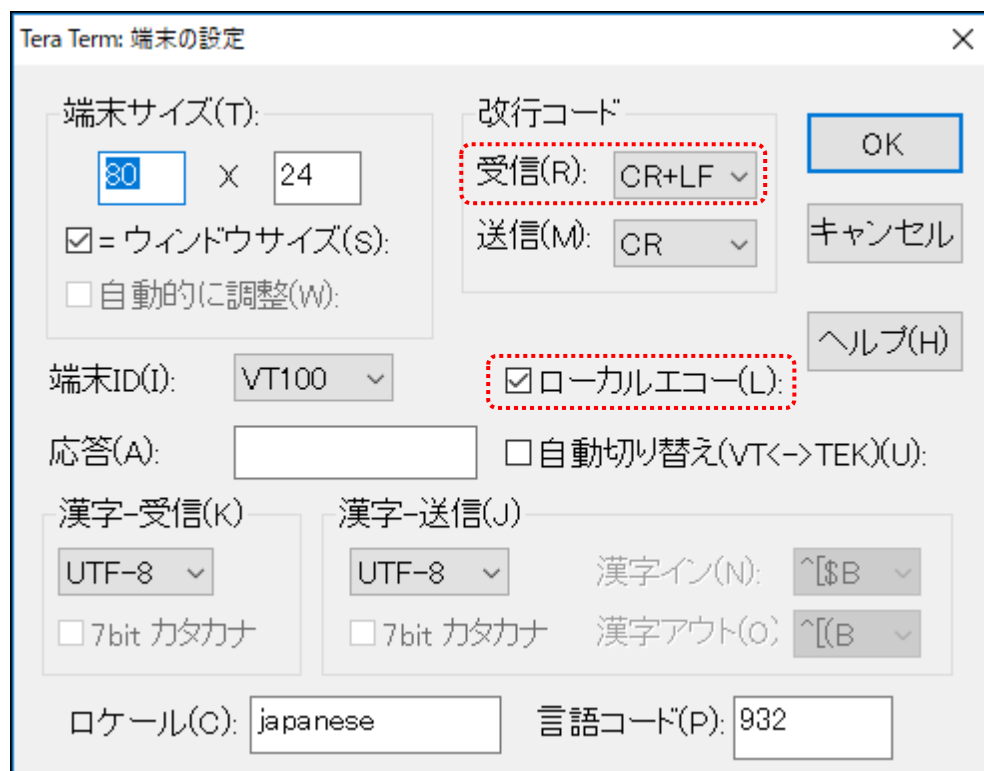 Tera Term: 端末の設定
端末サイズ(T):
80 X 24
= ウィンドウサイズ(S):
自動的に調整(W):
改行コード
受信(R): CR+LF
送信(M): CR
OK
キャンセル
ヘルプ(H)
端末ID(I): VT100
ローカルエコー(L):
応答(A):
自動切り替え(VT<->TEK)(U):
漢字-受信(K)
UTF-8
7bit カタカナ
漢字-送信(J)
UTF-8
漢字イン(N): ^[$B
7bit カタカナ
漢字アウト(O) ^[(B
ロケール(C): japanese
言語コード(P): 932